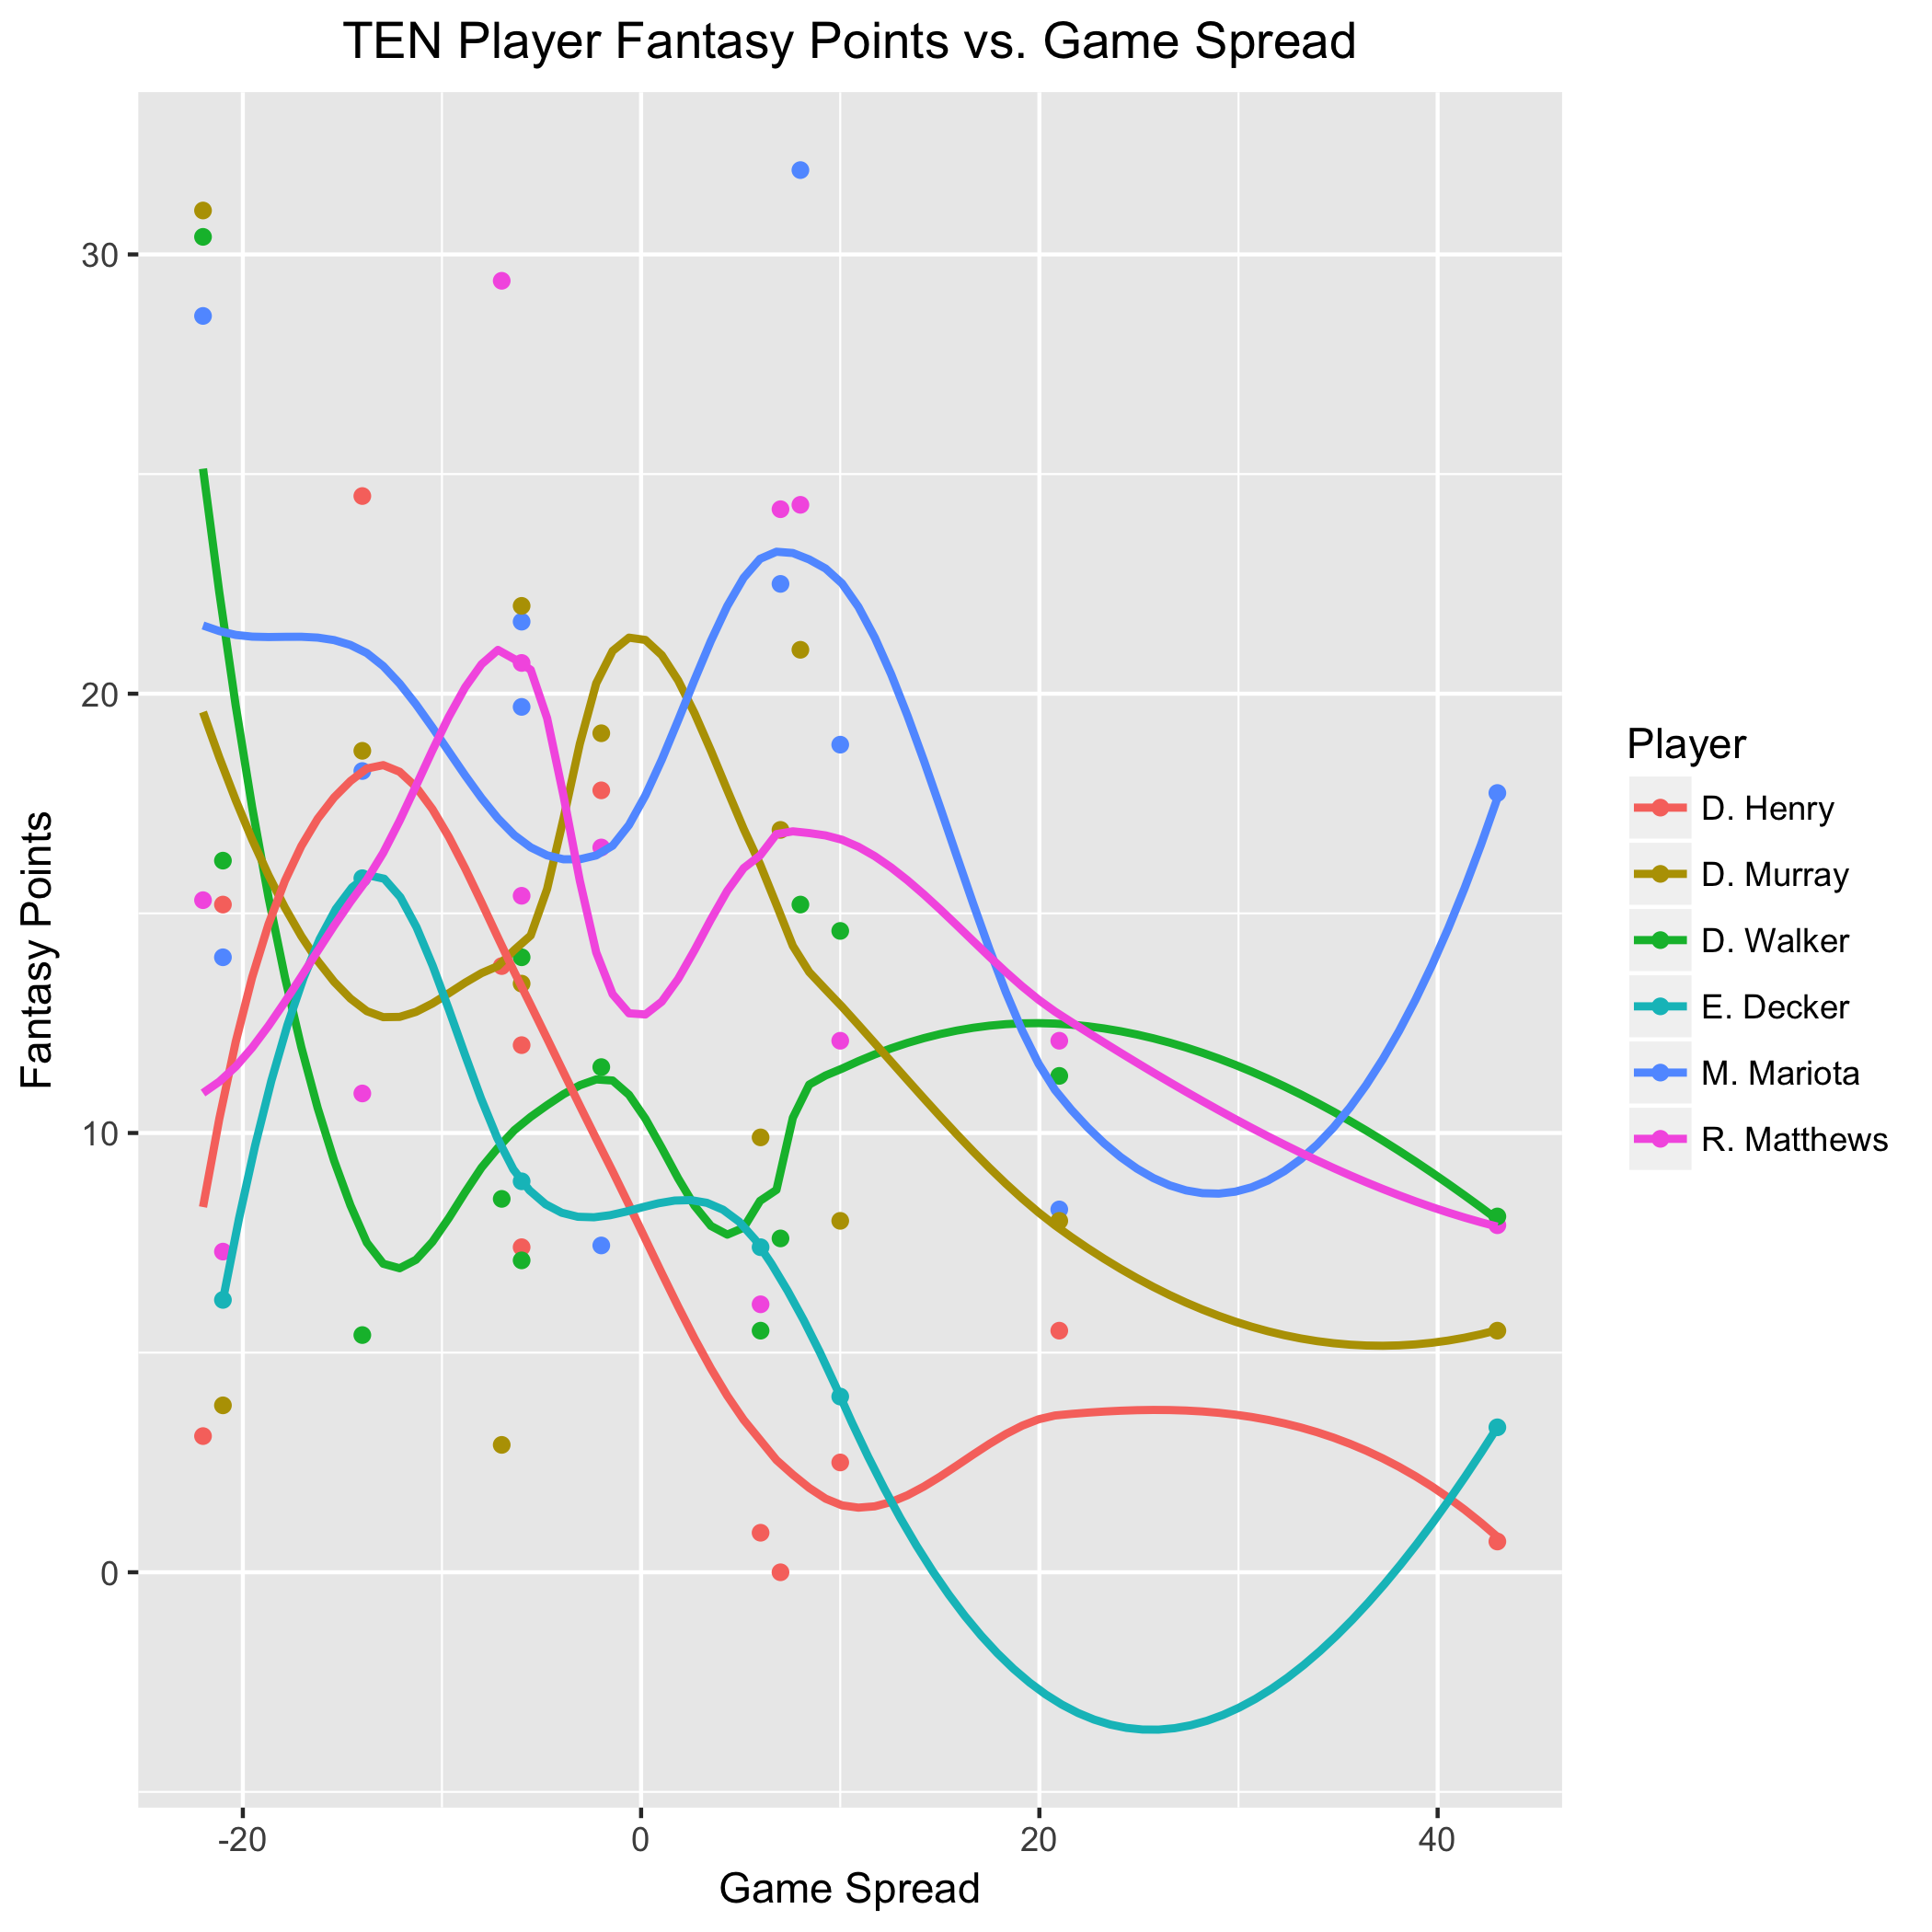 TEN Player Fantasy Points vs. Game Spread
30
20
10
0
Fantasy Points
-20
0
20
40
Game Spread
Player
D. Henry
D. Murray
D. Walker
E. Decker
M. Mariota
R. Matthews